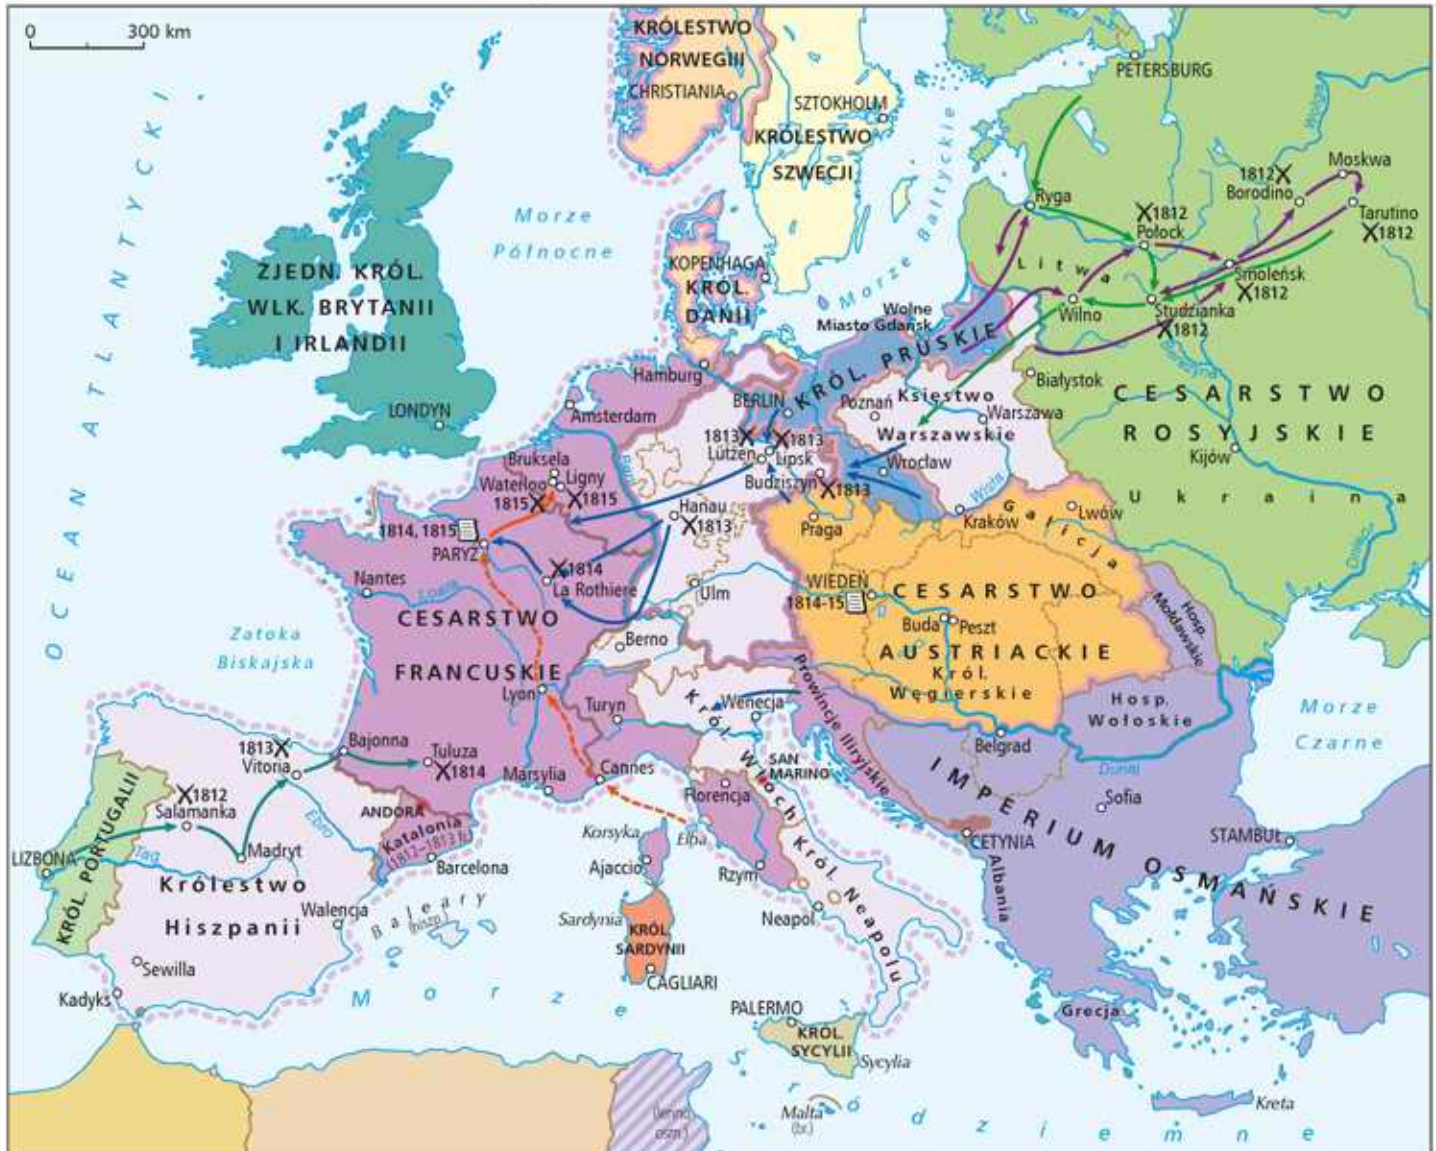 0 300 km
KRÓLESTWO
NORWEGIII
CHRISTIANIA
SZTOKHOLM
KRÓLESTWO
SZWECJI
PETERSBURG
Wołga
OCEAN ATLANTYCKI
Morze
Północne
Morze Bałtyckie
Ryga
Moskwa
1812
Borodino
Tarutino
1812
1812
Połock
Litwa
Smoleńsk
1812
Studzianka
1812
Wilno
Białystok
ZJEDN. KRÓL.
WLK. BRYTANII
I IRLANDII
LONDYN
KOPENHAGA
KRÓL.
DANII
Wolne
Miasto Gdańsk
KRÓL. PRUSKIE
Hamburg
BERLIN
Amsterdam
Poznań
Księstwo
Warszawskie
Warszawa
CESARSTWO
ROSYJSKIE
Kijów
Ukraina
1813
Lützen
1813
Lipsk
Budziszyn
1813
Wrocław
Wisła
Kraków
Galicja
Lwów
Bruksela
Ligny
Waterloo
1815
1815
Hanau
1813
Praga
1814, 1815
PARYŻ
1814
La Rothiere
Nantes
Ulm
WIEDEŃ
1814-15
CESARSTWO
AUSTRIACKIE
Buda
Peszt
Król.
Węgierskie
Hosp.
Mołdawskie
Hosp.
Wołoskie
CESARSTWO
FRANCUSKIE
Zatoka
Biskajska
Berno
Lyon
Turyn
Wenecja
Król. Włoch
Prowincje Iliryjskie
Belgrad
Dunaj
Morze
Czarne
Bajonna
Tuluza
1814
1813
Vitoria
Marsylia
Cannes
SAN
MARINO
Florencja
IMPERIUM OSMAŃSKIE
Sofia
STAMBUŁ
1812
Salamanka
ANDORA
Katalonia
(1812–1813 fr.)
Ebro
Barcelona
Korsyka
Ajaccio
Elba
Rzym
CETYNIA
Albania
LIZBONA
KRÓL. PORTUGALII
Tag
Madryt
Królestwo
Hiszpanii
Walencja
Baleary
(hiszp.)
Sardynia
KRÓL.
SARDYNII
CAGLIARI
Neapol
Król. Neapolu
Sewilla
Kadyks
PALERMO
KRÓL.
SYCYLII
Sycylia
Grecja
Morze Śródziemne
Malta
(br.)
(lenno
osm.)
Kreta